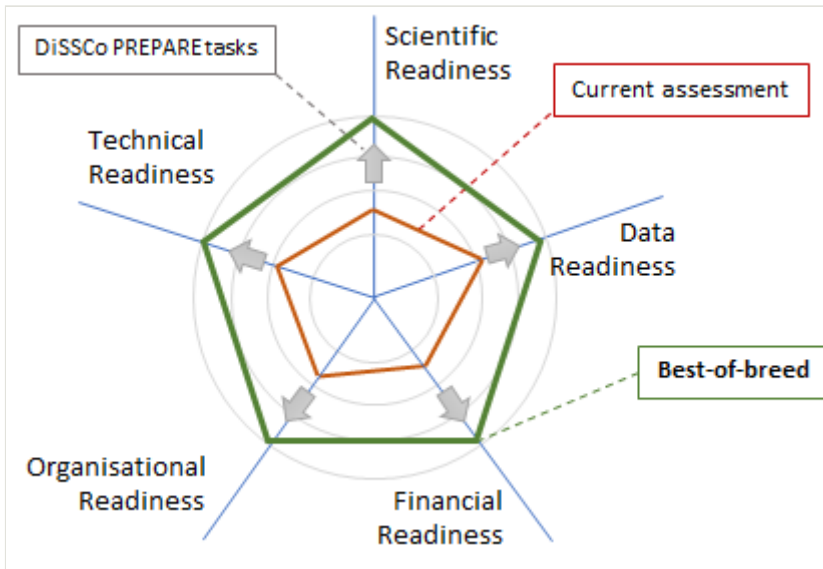 DiSSCo PREPARE tasks
Scientific
Readiness
Current assessment
Technical
Readiness
Data
Readiness
Best-of-breed
Organisational
Readiness
Financial
Readiness